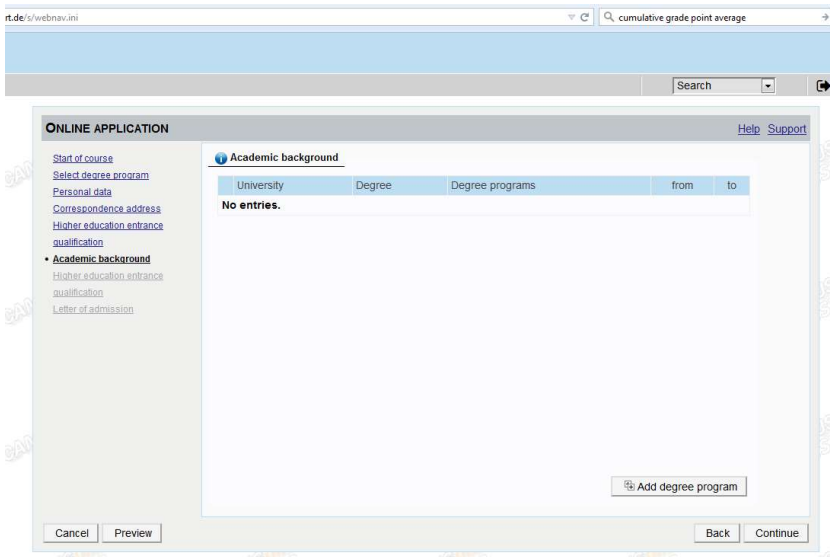 rt.de/s/webnav.ini
cumulative grade point average
Search
ONLINE APPLICATION
Help Support
Start of course
Select degree program
Personal data
Correspondence address
Higher education entrance
qualification
Academic background
Higher education entrance
qualification
Letter of admission
Academic background
University Degree Degree programs from to
No entries.
Add degree program
Cancel Preview Back Continue